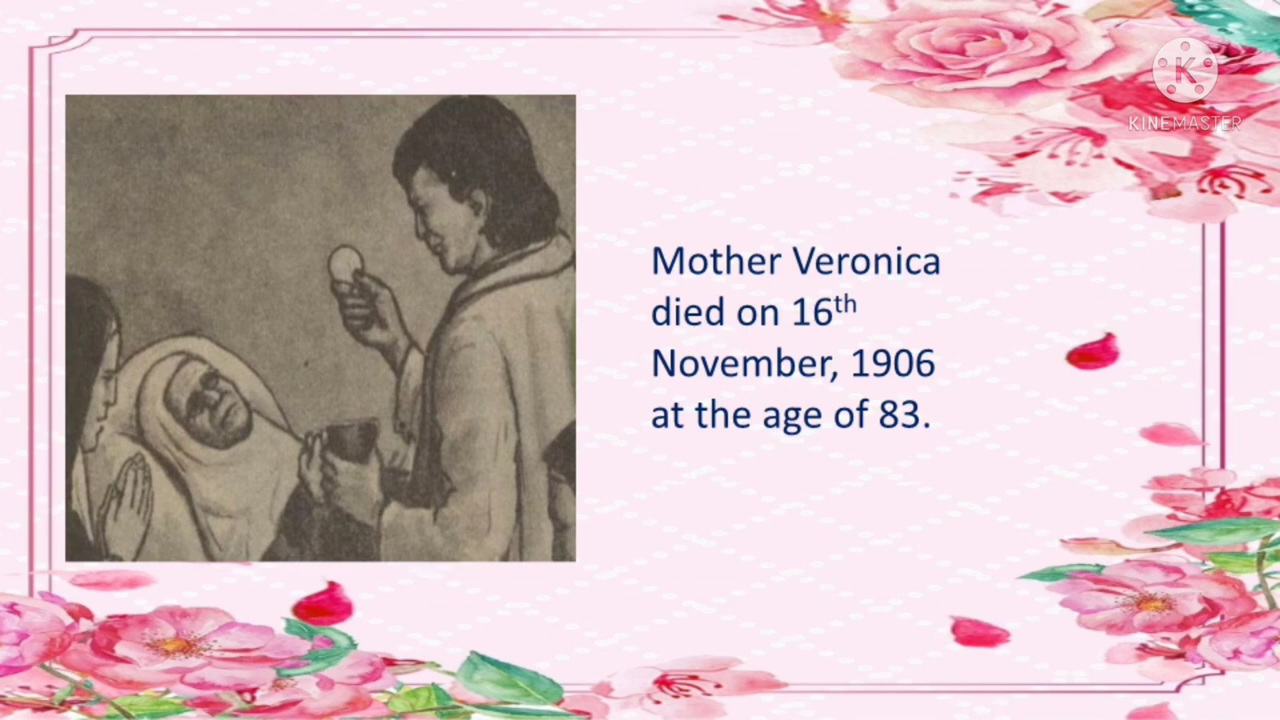 K
KINEMASTER
Mother Veronica
died on 16th
November, 1906
at the age of 83.